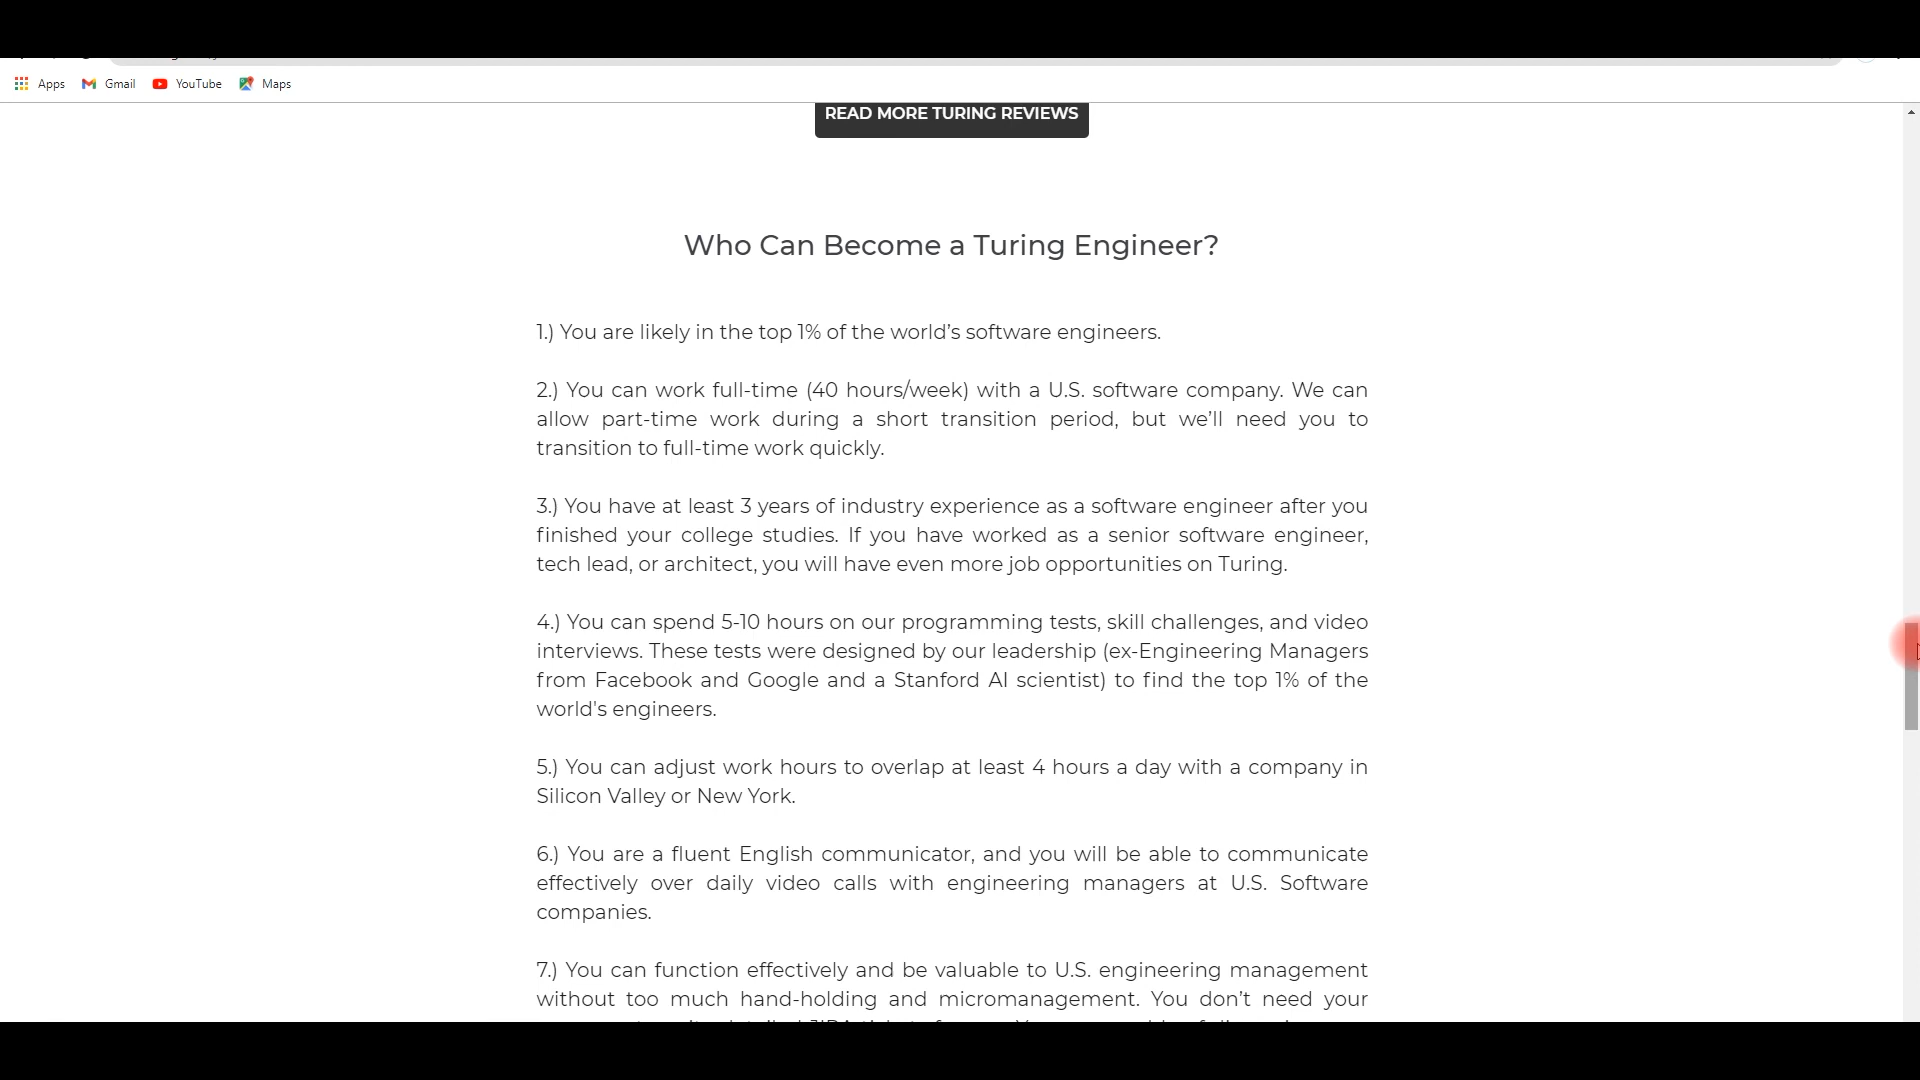 Apps Gmail YouTube Maps
READ MORE TURING REVIEWS
Who Can Become a Turing Engineer?
1.) You are likely in the top 1% of the world’s software engineers.
2.) You can work full-time (40 hours/week) with a U.S. software company. We can
allow part-time work during a short transition period, but we’ll need you to
transition to full-time work quickly.
3.) You have at least 3 years of industry experience as a software engineer after you
finished your college studies. If you have worked as a senior software engineer,
tech lead, or architect, you will have even more job opportunities on Turing.
4.) You can spend 5-10 hours on our programming tests, skill challenges, and video
interviews. These tests were designed by our leadership (ex-Engineering Managers
from Facebook and Google and a Stanford AI scientist) to find the top 1% of the
world's engineers.
5.) You can adjust work hours to overlap at least 4 hours a day with a company in
Silicon Valley or New York.
6.) You are a fluent English communicator, and you will be able to communicate
effectively over daily video calls with engineering managers at U.S. Software
companies.
7.) You can function effectively and be valuable to U.S. engineering management
without too much hand-holding and micromanagement. You don’t need your